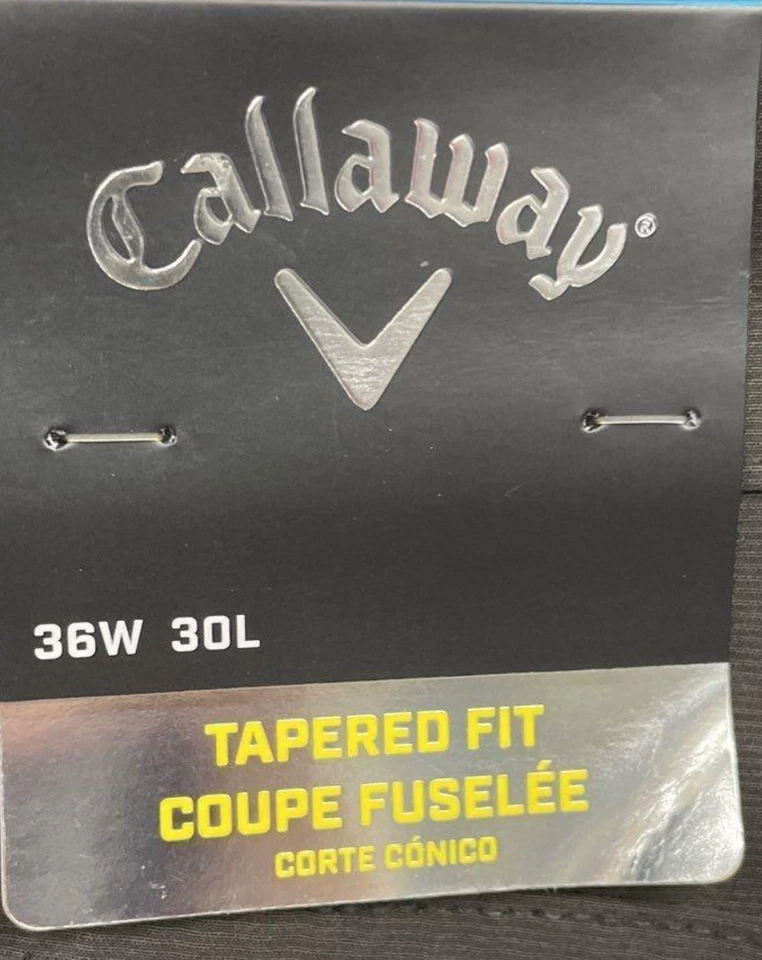 Callaway®
36W 30L
TAPERED FIT
COUPE FUSELÉE
CORTE CÓNICO